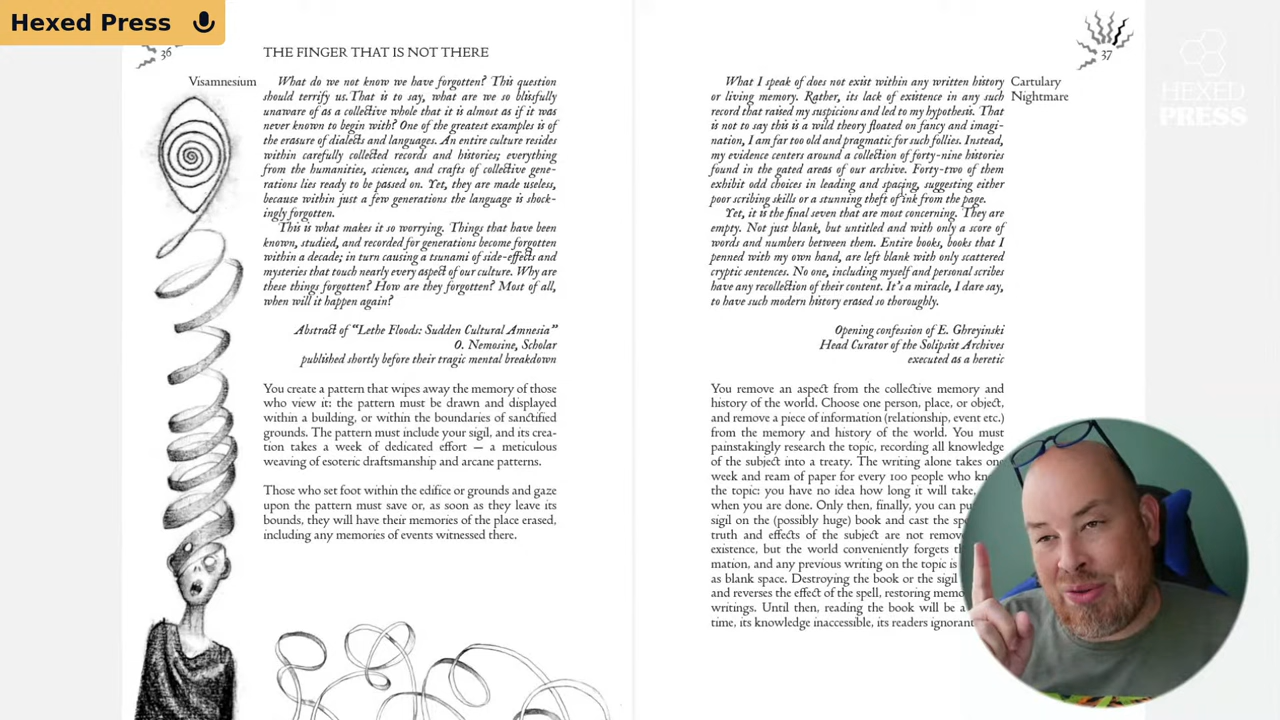 Hexed Press
36
THE FINGER THAT IS NOT THERE
Visamnesium
What do we not know we have forgotten? This question
should terrify us.That is to say, what are we so blissfully
unaware of as a collective whole that it is almost as if it was
never known to begin with? One of the greatest examples is of
the erasure of dialects and languages. An entire culture resides
within carefully collected records and histories; everything
from the humanities, sciences, and crafts of collective gene-
rations lies ready to be passed on. Yet, they are made useless,
because within just a few generations the language is shock-
ingly forgotten.
This is what makes it so worrying. Things that have been
known, studied, and recorded for generations become forgotten
within a decade; in turn causing a tsunami of side-effects and
mysteries that touch nearly every aspect of our culture. Why are
these things forgotten? How are they forgotten? Most of all,
when will it happen again?
Abstract of “Lethe Floods: Sudden Cultural Amnesia”
O. Nemosine, Scholar
published shortly before their tragic mental breakdown
You create a pattern that wipes away the memory of those
who view it: the pattern must be drawn and displayed
within a building, or within the boundaries of sanctified
grounds. The pattern must include your sigil, and its crea-
tion takes a week of dedicated effort — a meticulous
weaving of esoteric draftsmanship and arcane patterns.
Those who set foot within the edifice or grounds and gaze
upon the pattern must save or, as soon as they leave its
bounds, they will have their memories of the place erased,
including any memories of events witnessed there.
37
Cartulary
Nightmare
What I speak of does not exist within any written history
or living memory. Rather, its lack of existence in any such
record that raised my suspicions and led to my hypothesis. That
is not to say this is a wild theory floated on fancy and imagi-
nation, I am far too old and pragmatic for such follies. Instead,
my evidence centers around a collection of forty-nine histories
found in the gated areas of our archive. Forty-two of them
exhibit odd choices in leading and spacing, suggesting either
poor scribing skills or a stunning theft of ink from the page.
Yet, it is the final seven that are most concerning. They are
empty. Not just blank, but untitled and with only a score of
words and numbers between them. Entire books, books that I
penned with my own hand, are left blank with only scattered
cryptic sentences. No one, including myself and personal scribes
have any recollection of their content. It's a miracle, I dare say,
to have such modern history erased so thoroughly.
Opening confession of E. Ghreyinski
Head Curator of the Solipsist Archives
executed as a heretic
You remove an aspect from the collective memory and
history of the world. Choose one person, place, or object,
and remove a piece of information (relationship, event etc.)
from the memory and history of the world. You must
painstakingly research the topic, recording all knowledge
of the subject into a treaty. The writing alone takes one
week and ream of paper for every 100 people who
the topic: you have no idea how long it will take,
when you are done. Only then, finally, you can
sigil on the (possibly huge) book and cast the
truth and effects of the subject are not
existence, but the world conveniently forgets
mation, and any previous writing on the topic is
as blank space. Destroying the book or the sigil
and reverses the effect of the spell, restoring
writings. Until then, reading the book will be a
time, its knowledge inaccessible, its readers
HEXED
PRESS